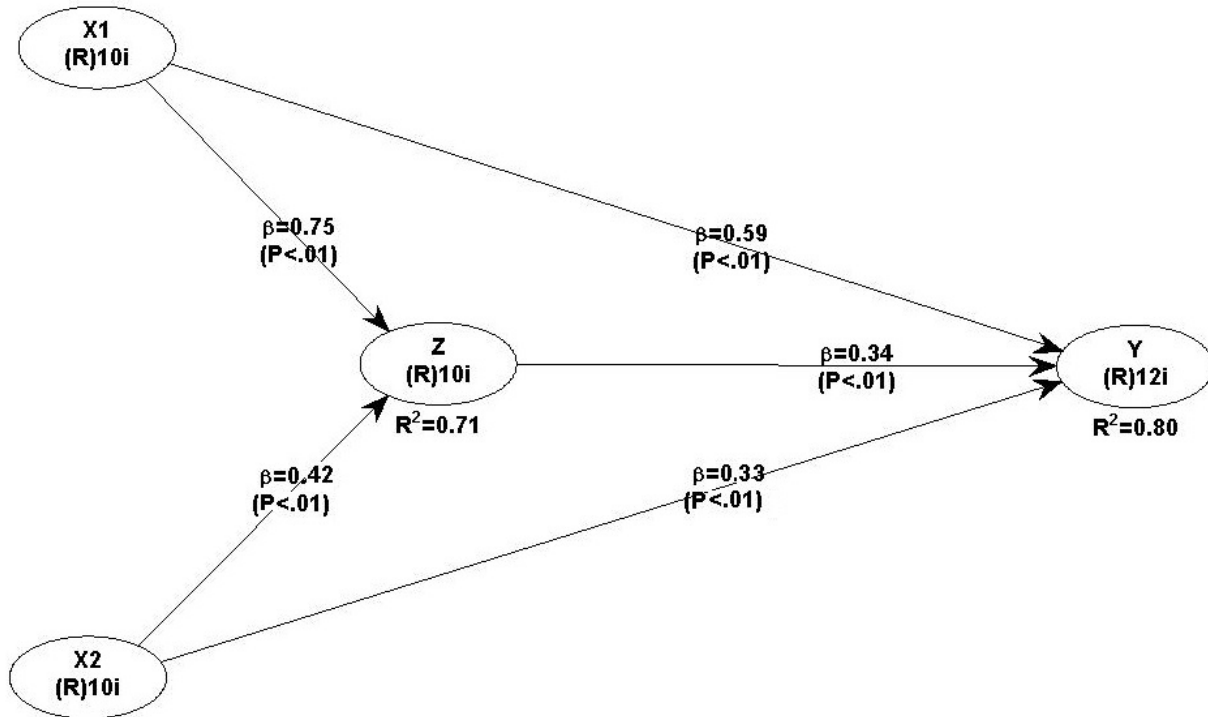 X1
(R)10i
β=0.75
(P<.01)
β=0.59
(P<.01)
Z
(R)10i
R²=0.71
β=0.34
(P<.01)
Y
(R)12i
R²=0.80
β=0.42
(P<.01)
β=0.33
(P<.01)
X2
(R)10i